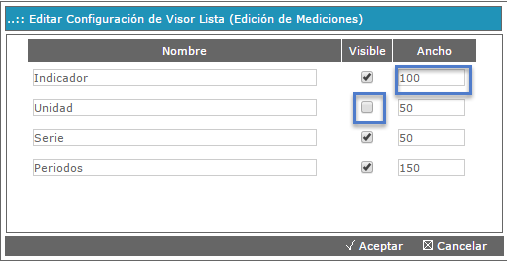 ..:: Editar Configuración de Visor Lista (Edición de Mediciones)
Nombre Visible Ancho
Indicador 100
Unidad 50
Serie 50
Periodos 150
Aceptar Cancelar